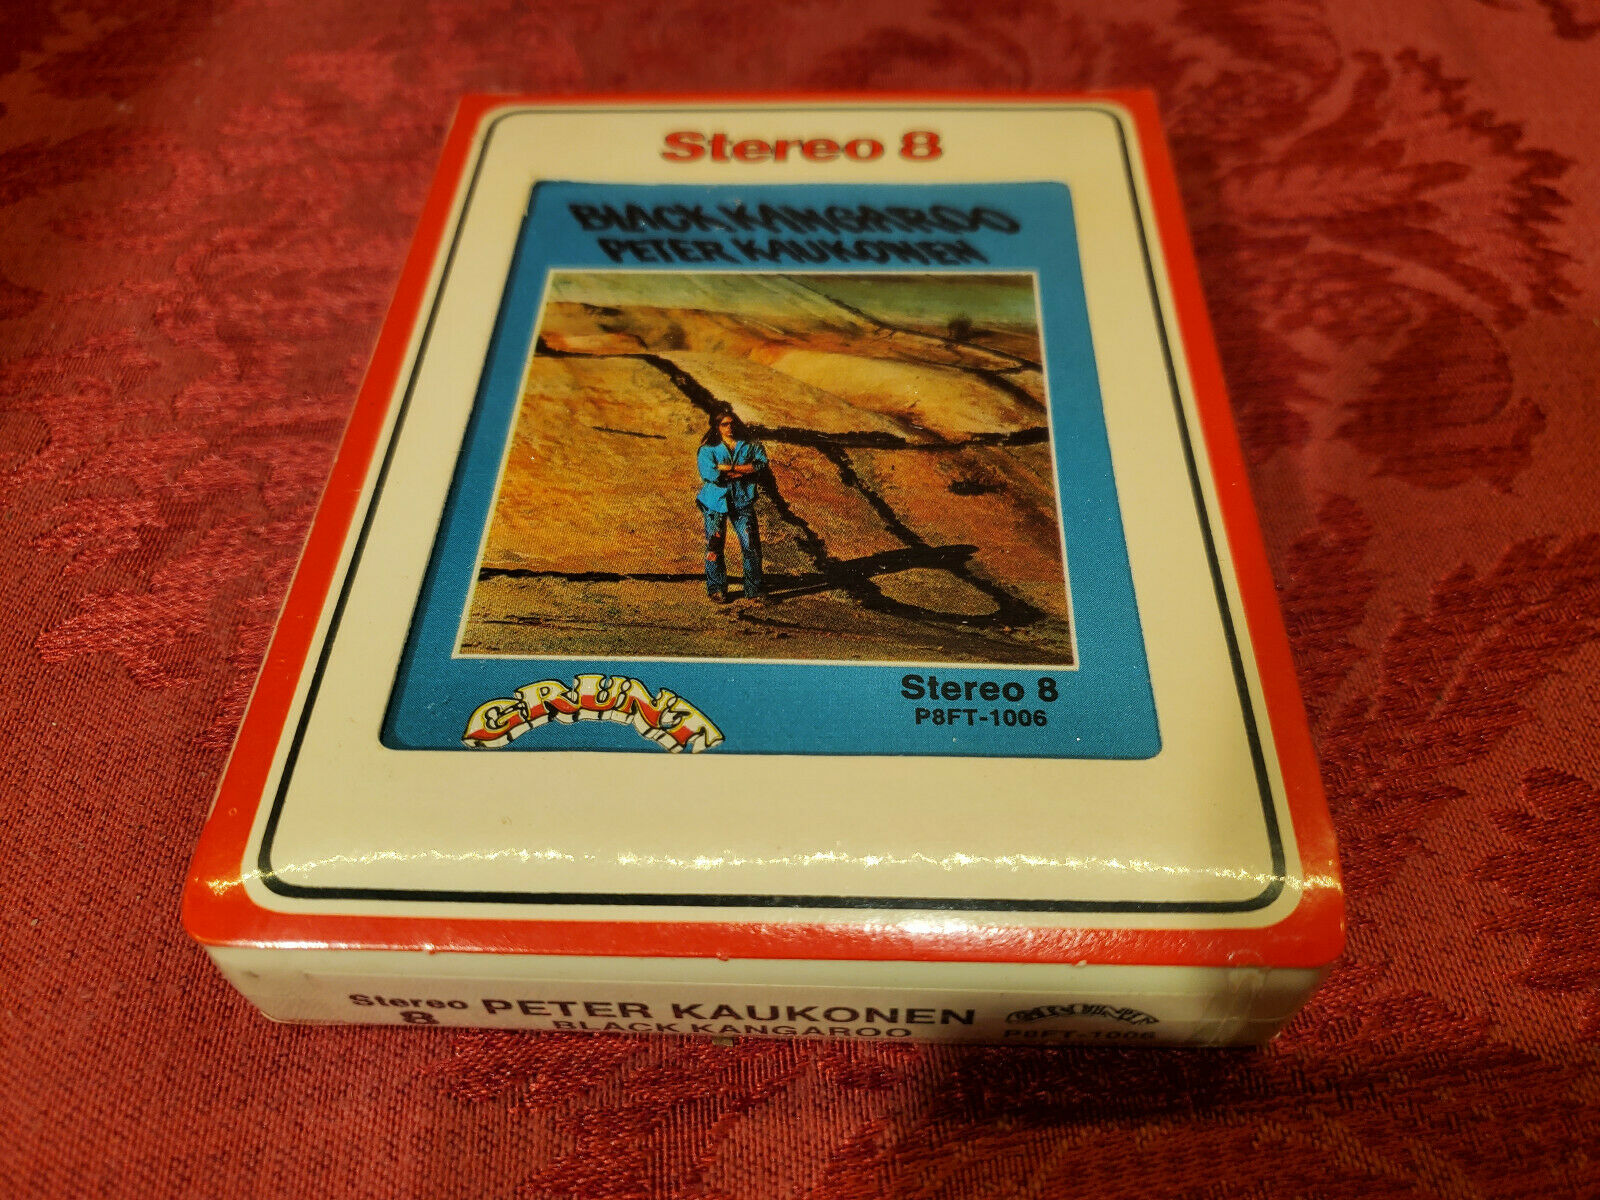 Stereo 8
BLACK KANGAROO
PETER KAUKONEN
GRUNT
Stereo 8
P8FT-1006
Stereo 8
PETER KAUKONEN
BLACK KANGAROO
GRUNT
P8FT-1006